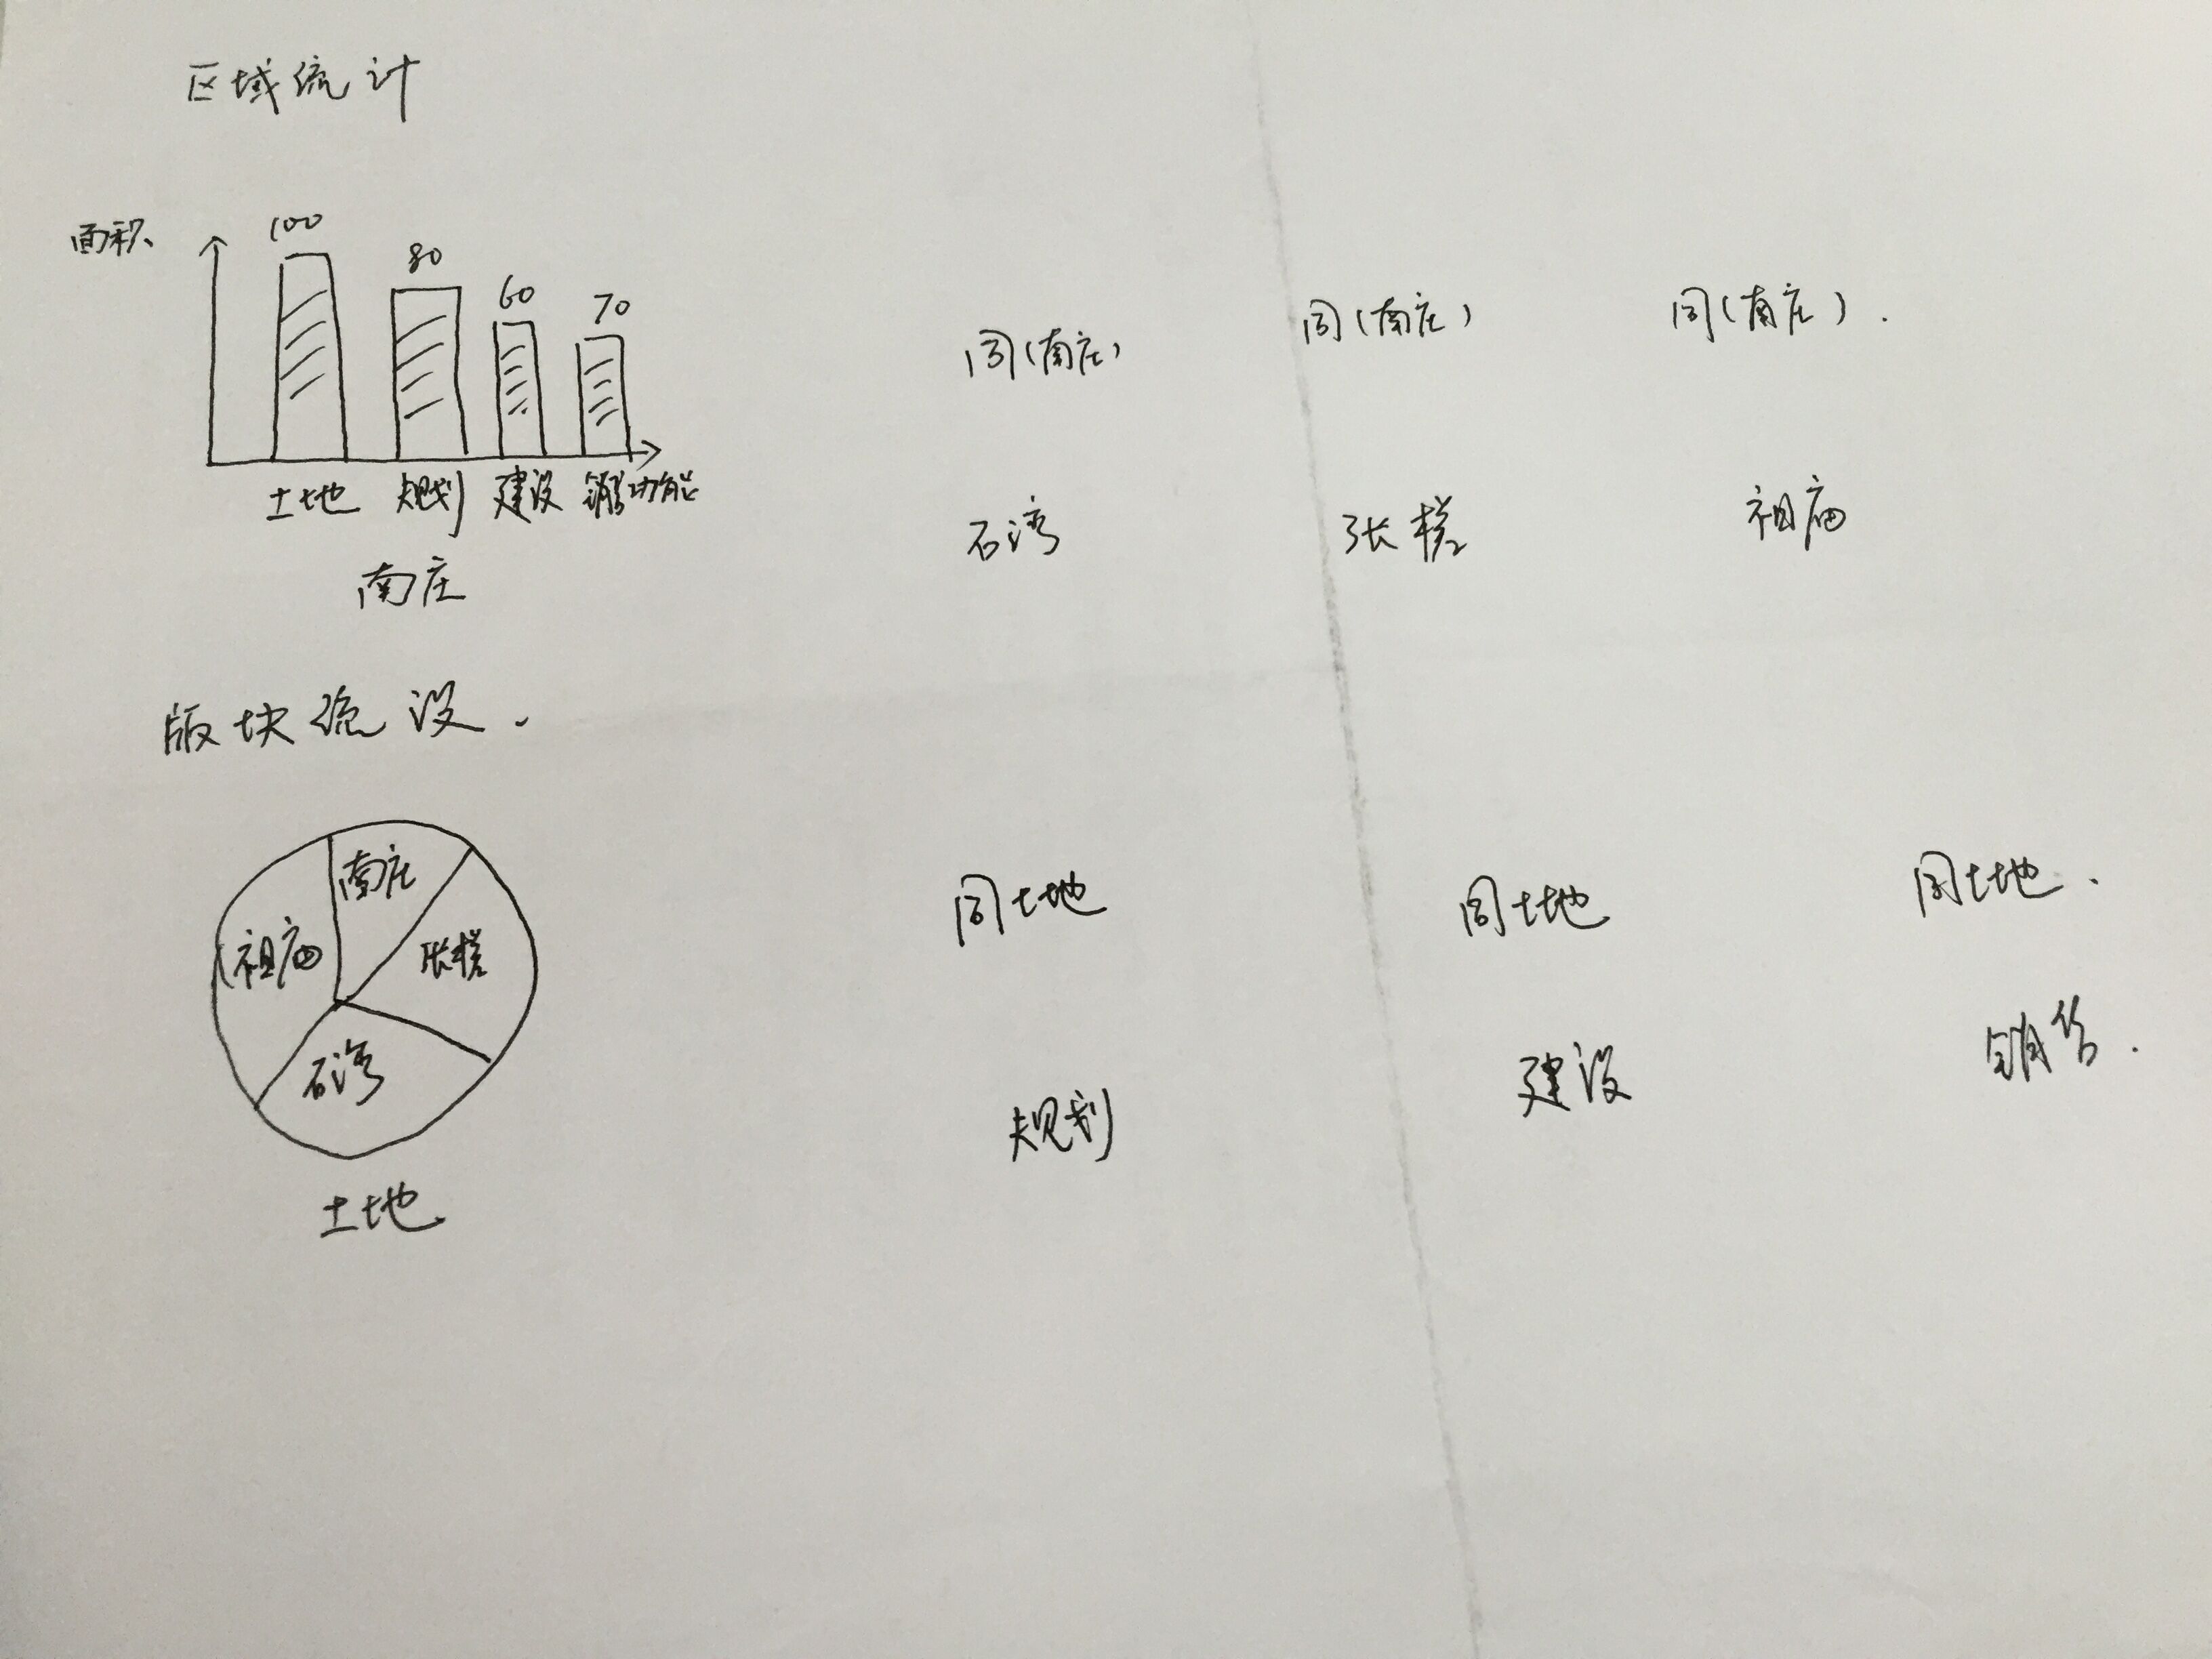 区域统计
面积
100
80
60
70
土地 规划 建设 销售 功能
南庄
同(南庄)
同(南庄)
同(南庄).
石湾
张槎
祖庙
版块统设.
南庄
张槎
祖庙
石湾
土地.
同土地
同土地
同土地.
规划
建设
销售.